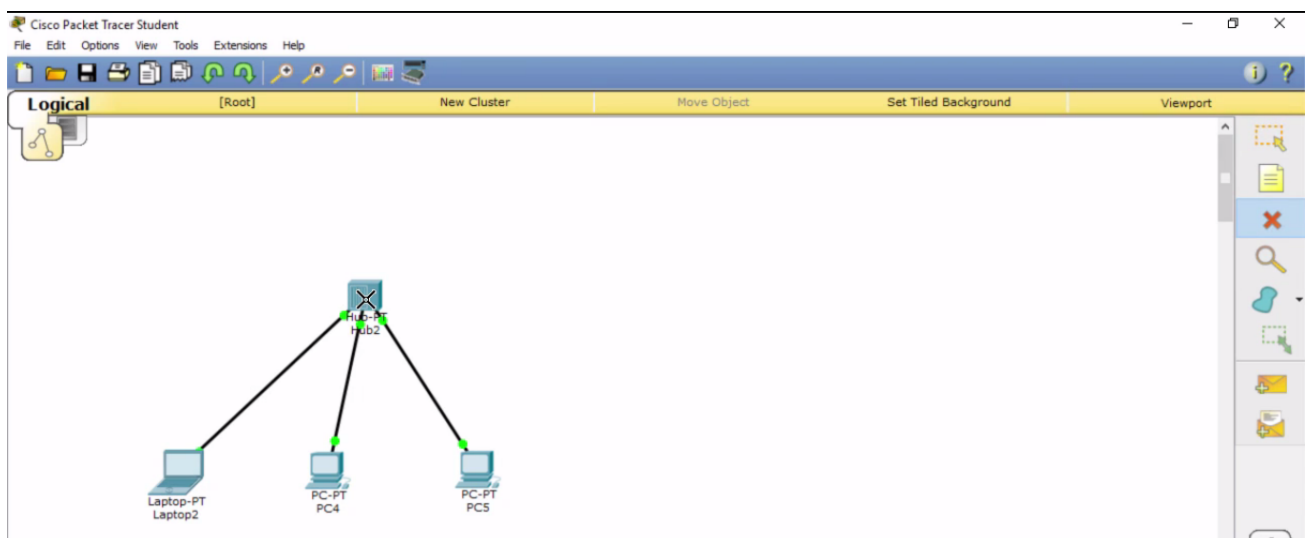 Cisco Packet Tracer Student
File Edit Options View Tools Extensions Help
Logical [Root] New Cluster Move Object Set Tiled Background Viewport
Hub-PT
Hub2
Laptop-PT
Laptop2
PC-PT
PC4
PC-PT
PC5